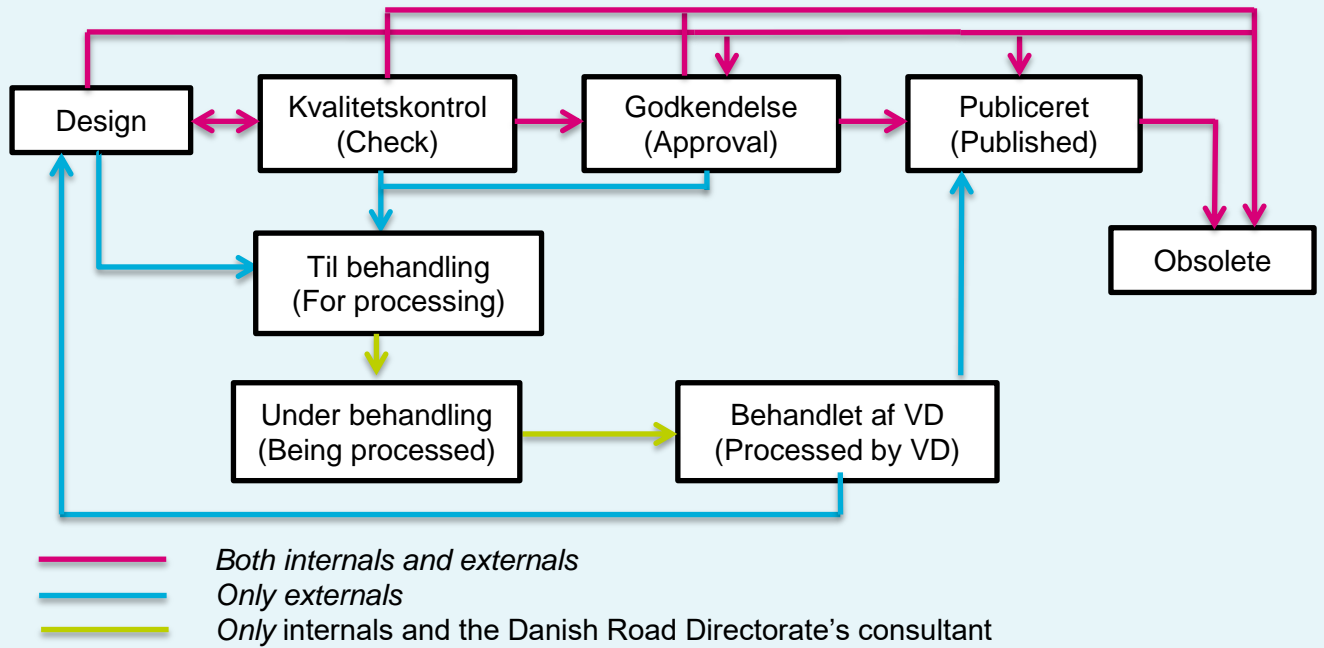 Design
Kvalitetskontrol
(Check)
Godkendelse
(Approval)
Publiceret
(Published)
Til behandling
(For processing)
Obsolete
Under behandling
(Being processed)
Behandlet af VD
(Processed by VD)
Both internals and externals
Only externals
Only internals and the Danish Road Directorate’s consultant